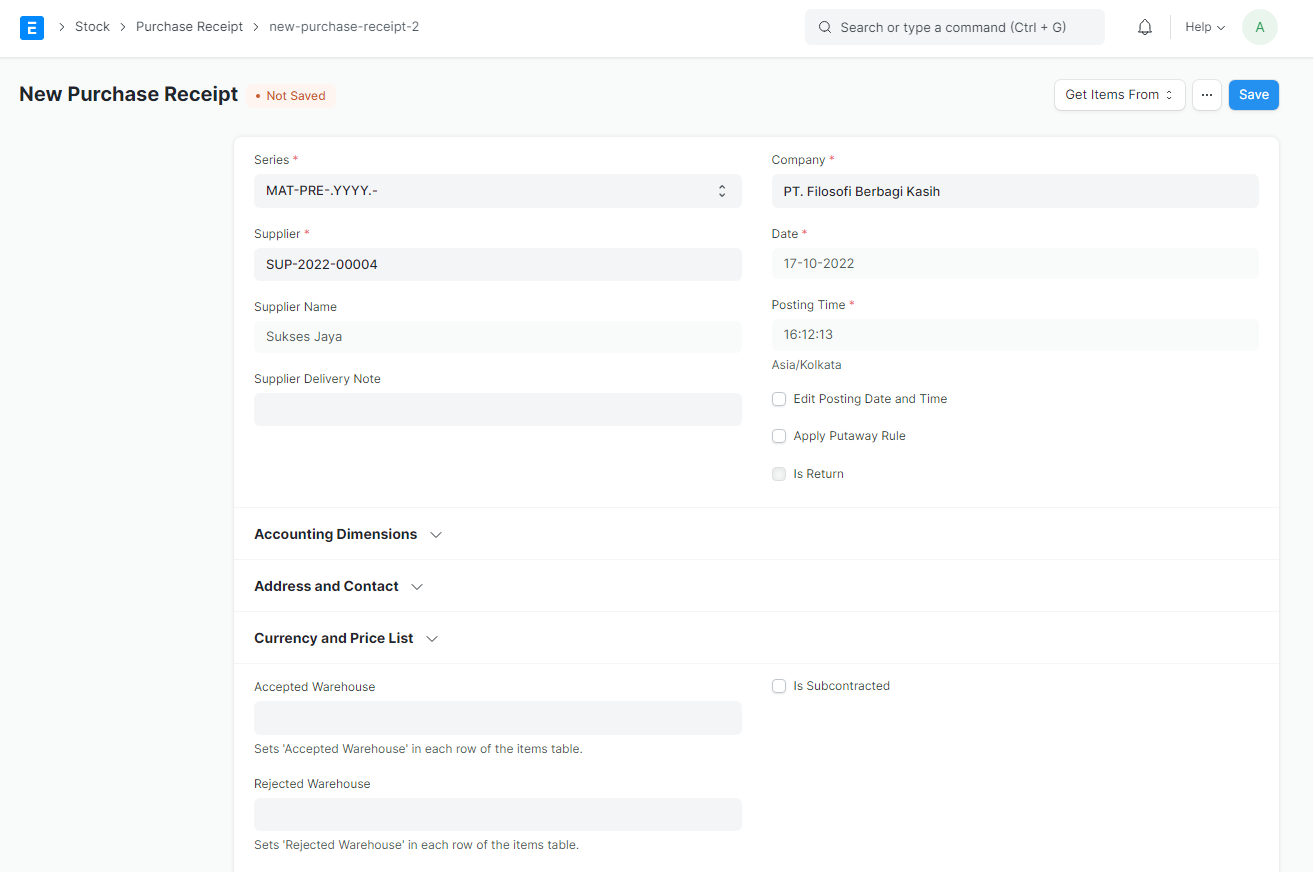 E
Stock
Purchase Receipt
new-purchase-receipt-2
Search or type a command (Ctrl + G)
Help
A
New Purchase Receipt
• Not Saved
Get Items From
...
Save
Series *
MAT-PRE-.YYYY.-
Supplier *
SUP-2022-00004
Supplier Name
Sukses Jaya
Supplier Delivery Note
Company *
PT. Filosofi Berbagi Kasih
Date *
17-10-2022
Posting Time *
16:12:13
Asia/Kolkata
Edit Posting Date and Time
Apply Putaway Rule
Is Return
Accounting Dimensions
Address and Contact
Currency and Price List
Accepted Warehouse
Sets 'Accepted Warehouse' in each row of the items table.
Rejected Warehouse
Sets 'Rejected Warehouse' in each row of the items table.
Is Subcontracted